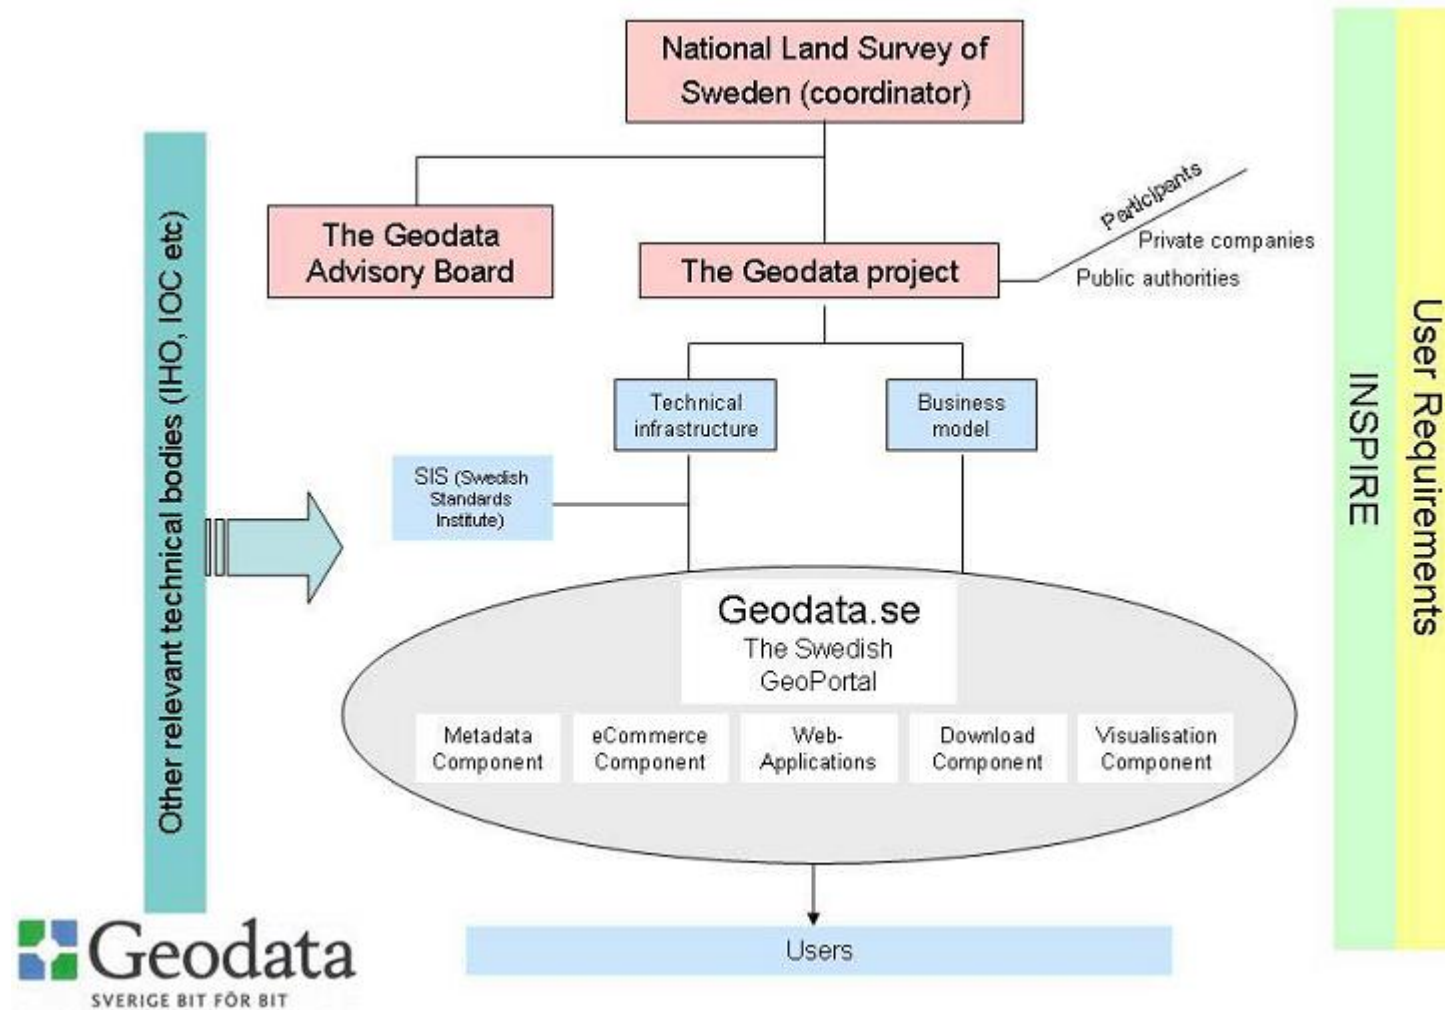 National Land Survey of
Sweden (coordinator)
The Geodata
Advisory Board
The Geodata project
Participants
Private companies
Public authorities
Technical
infrastructure
Business
model
SIS (Swedish
Standards
Institute)
Other relevant technical bodies (IHO, IOC etc)
Geodata.se
The Swedish
GeoPortal
Metadata
Component
eCommerce
Component
Web-
Applications
Download
Component
Visualisation
Component
Users
INSPIRE
User Requirements
Geodata
SVERIGE BIT FÖR BIT